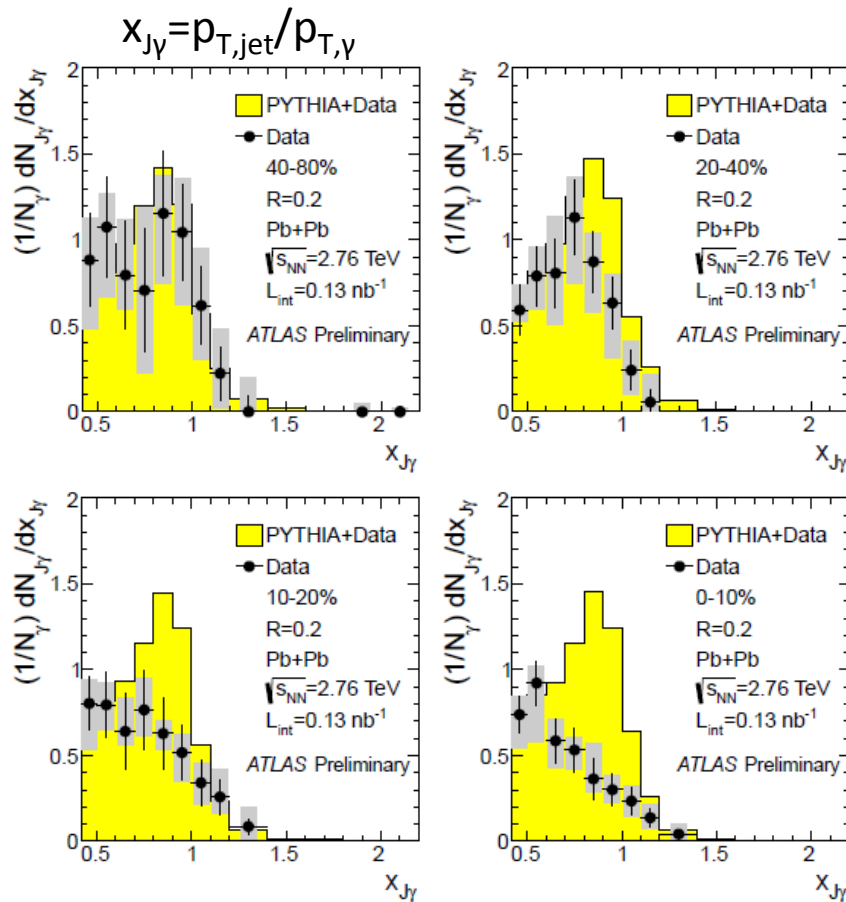 xJγ=pT,jet/pT,γ
(1/Nγ) dNJγ/dxJγ
2
1.5
1
0.5
0
PYTHIA+Data
Data
40-80%
R=0.2
Pb+Pb
√sNN=2.76 TeV
Lint=0.13 nb-1
ATLAS Preliminary
0.5 1 1.5 2
xJγ
(1/Nγ) dNJγ/dxJγ
2
1.5
1
0.5
0
PYTHIA+Data
Data
20-40%
R=0.2
Pb+Pb
√sNN=2.76 TeV
Lint=0.13 nb-1
ATLAS Preliminary
0.5 1 1.5 2
xJγ
(1/Nγ) dNJγ/dxJγ
2
1.5
1
0.5
0
PYTHIA+Data
Data
10-20%
R=0.2
Pb+Pb
√sNN=2.76 TeV
Lint=0.13 nb-1
ATLAS Preliminary
0.5 1 1.5 2
xJγ
(1/Nγ) dNJγ/dxJγ
2
1.5
1
0.5
0
PYTHIA+Data
Data
0-10%
R=0.2
Pb+Pb
√sNN=2.76 TeV
Lint=0.13 nb-1
ATLAS Preliminary
0.5 1 1.5 2
xJγ